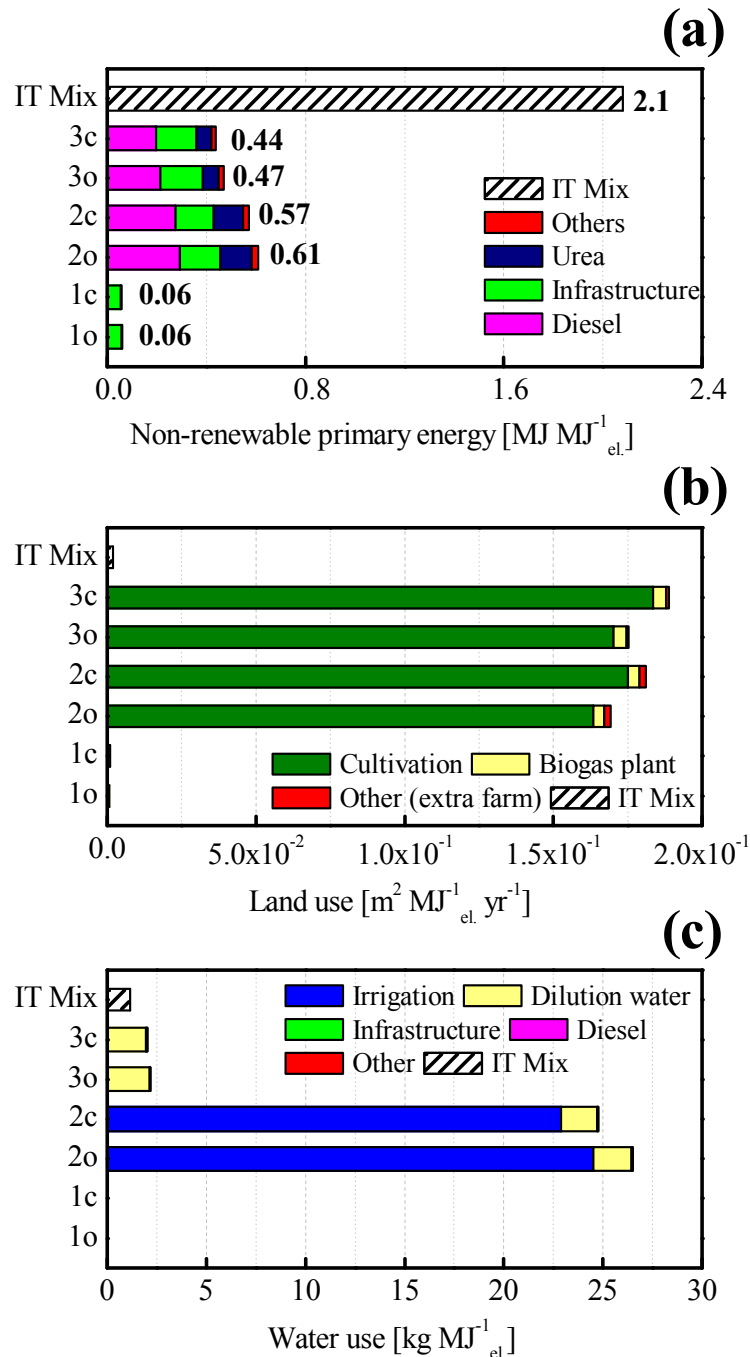 (a)
IT Mix
2.1
3c
0.44
3o
0.47
2c
0.57
2o
0.61
1c
0.06
1o
0.06
IT Mix
Others
Urea
Infrastructure
Diesel
0.0 0.8 1.6 2.4
Non-renewable primary energy [MJ MJ⁻¹el.]
(b)
IT Mix
3c
3o
2c
2o
1c
1o
Cultivation Biogas plant
Other (extra farm) IT Mix
0.0 5.0x10⁻² 1.0x10⁻¹ 1.5x10⁻¹ 2.0x10⁻¹
Land use [m² MJ⁻¹el. yr⁻¹]
(c)
IT Mix
3c
3o
2c
2o
1c
1o
Irrigation Dilution water
Infrastructure Diesel
Other IT Mix
0 5 10 15 20 25 30
Water use [kg MJ⁻¹el]